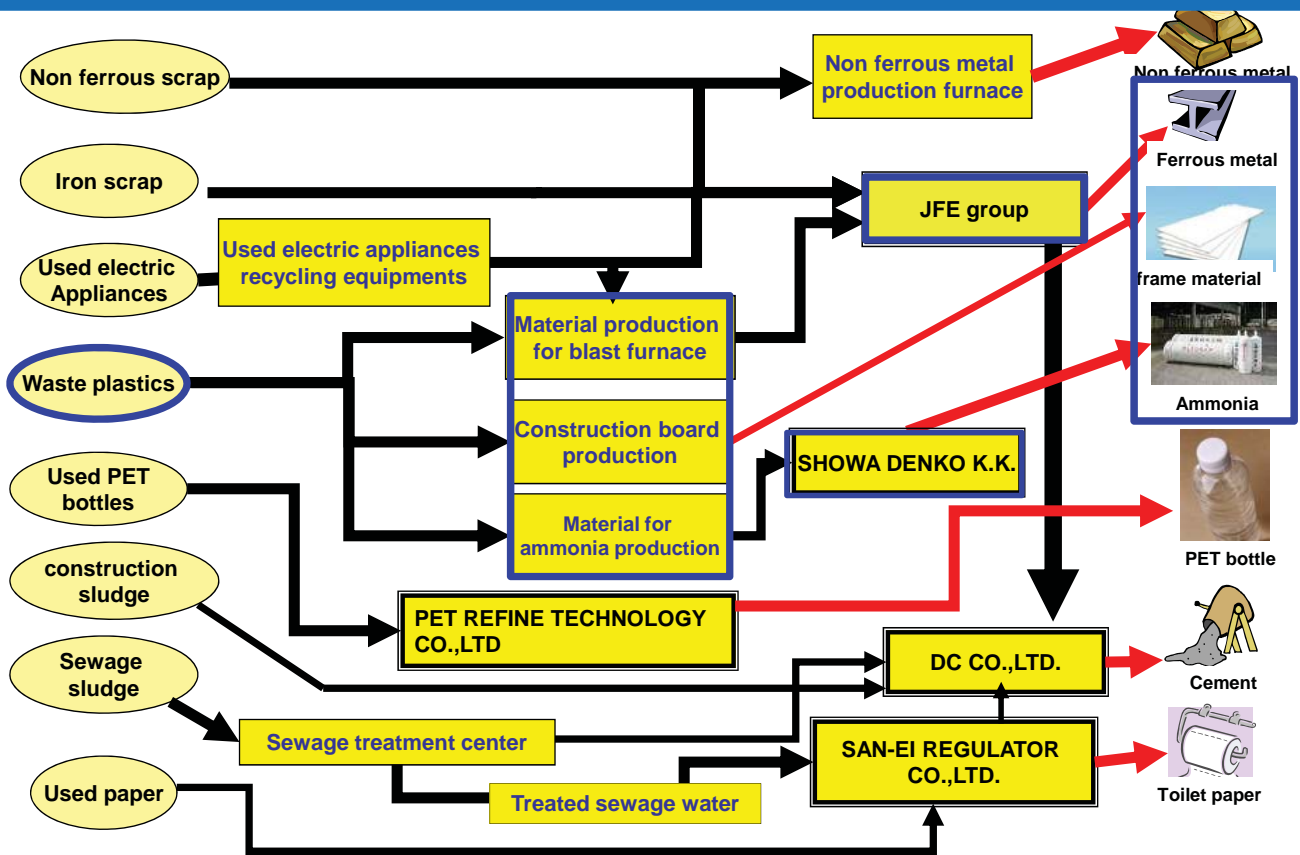 Non ferrous scrap
Non ferrous metal
production furnace
Non ferrous metal
Iron scrap
JFE group
Ferrous metal
Used electric
Appliances
Used electric appliances
recycling equipments
frame material
Material production
for blast furnace
Waste plastics
Ammonia
Construction board
production
SHOWA DENKO K.K.
Used PET
bottles
Material for
ammonia production
PET bottle
construction
sludge
PET REFINE TECHNOLOGY
CO.,LTD
DC CO.,LTD.
Cement
Sewage
sludge
Sewage treatment center
SAN-EI REGULATOR
CO.,LTD.
Used paper
Treated sewage water
Toilet paper